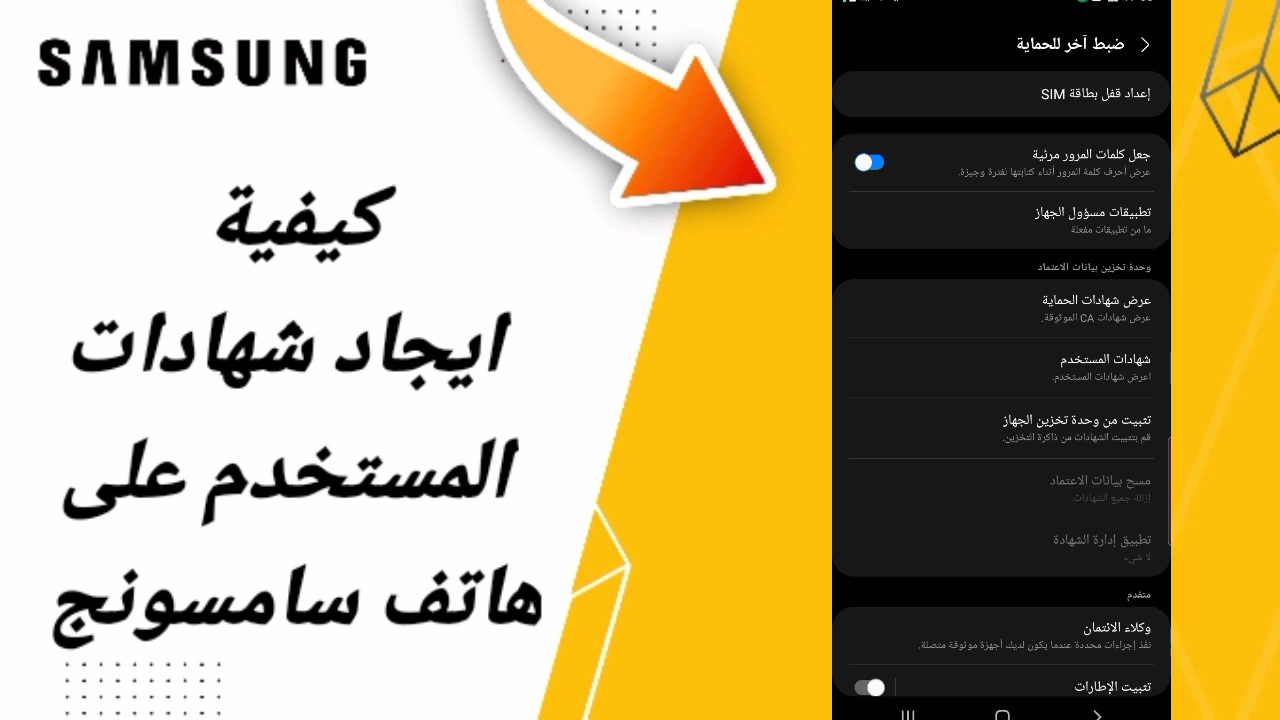 SAMSUNG
كيفية
ايجاد شهادات
المستخدم على
هاتف سامسونج
ضبط آخر للحماية
إعداد قفل بطاقة SIM
جعل كلمات المرور مرئية
عرض أحرف كلمة المرور أثناء كتابتها لفترة وجيزة.
تطبيقات مسؤول الجهاز
ما من تطبيقات مفعلة
وحدة تخزين بيانات الاعتماد
عرض شهادات الحماية
عرض شهادات CA الموثوقة.
شهادات المستخدم
اعرض شهادات المستخدم.
تثبيت من وحدة تخزين الجهاز
قم بتثبيت الشهادات من ذاكرة التخزين.
مسح بيانات الاعتماد
إزالة جميع الشهادات.
تطبيق إدارة الشهادة
لا شيء
متقدم
وكلاء الائتمان
نفّذ إجراءات محددة عندما يكون لديك أجهزة موثوقة متصلة.
تثبيت الإطارات